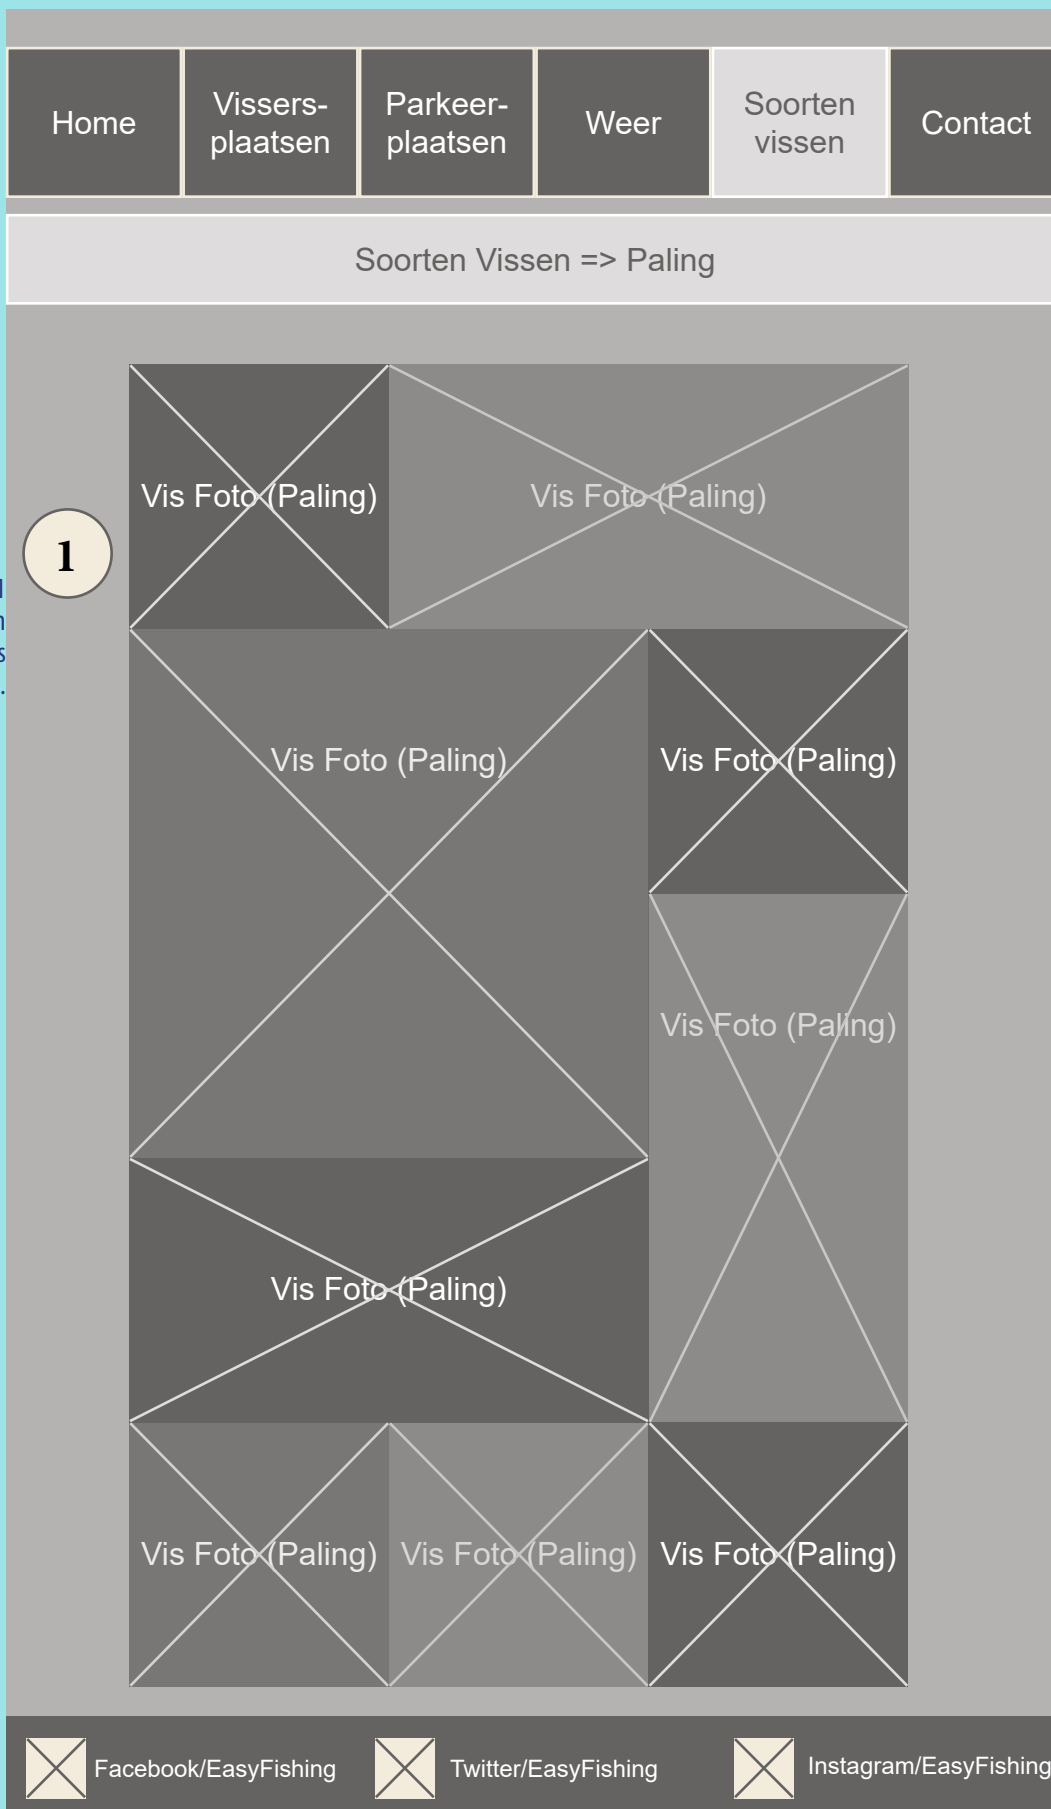 Home
Vissers-
plaatsen
Parkeer-
plaatsen
Weer
Soorten
vissen
Contact
Soorten Vissen => Paling
Vis Foto (Paling)
Vis Foto (Paling)
1
Vis Foto (Paling)
Vis Foto (Paling)
Vis Foto (Paling)
Vis Foto (Paling)
Vis Foto (Paling)
Vis Foto (Paling)
Vis Foto (Paling)
Facebook/EasyFishing
Twitter/EasyFishing
Instagram/EasyFishing